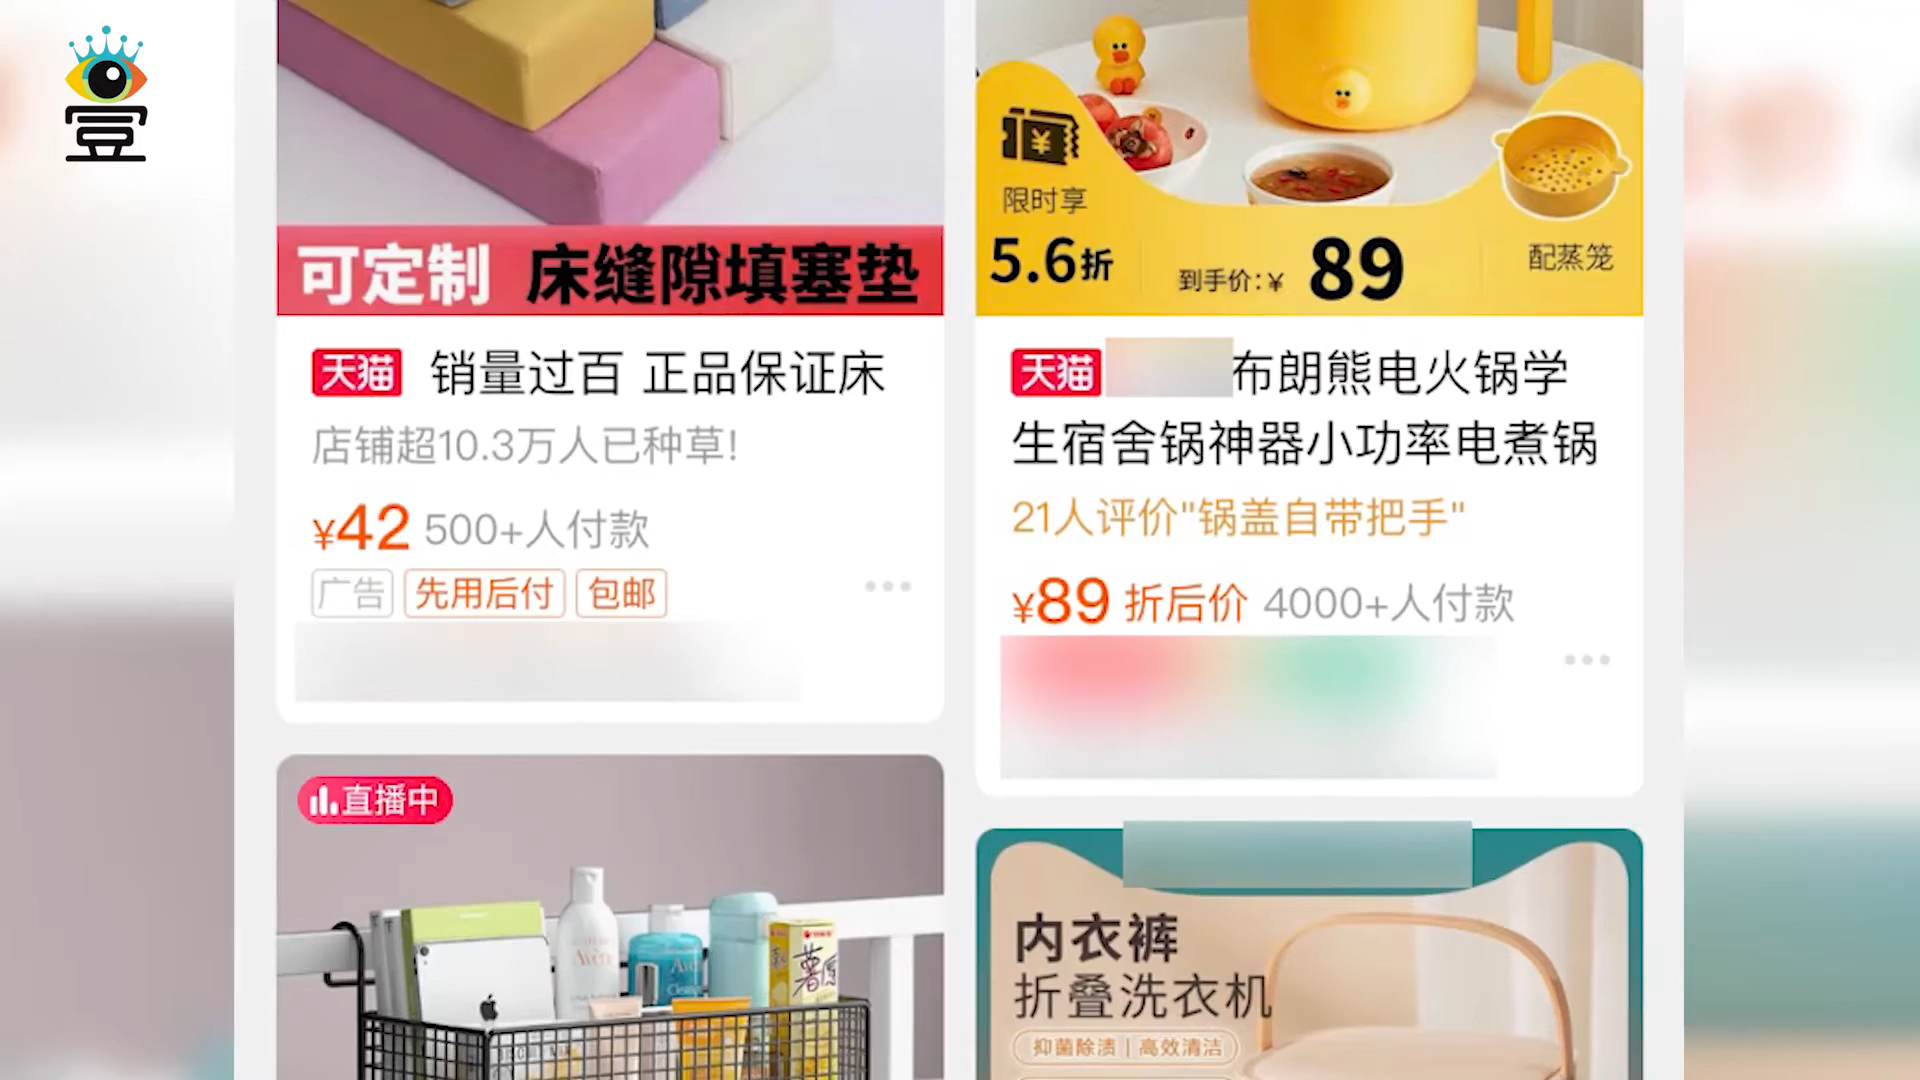 壹
可定制 床缝隙填塞垫
天猫 销量过百 正品保证床
店铺超10.3万人已种草!
¥42 500+人付款
广告 先用后付 包邮
直播中
Avène
薯愿
限时享
5.6折
到手价:¥ 89
配蒸笼
天猫 布朗熊电火锅学
生宿舍锅神器小功率电煮锅
21人评价"锅盖自带把手"
¥89 折后价 4000+人付款
内衣裤
折叠洗衣机
抑菌除渍 | 高效清洁